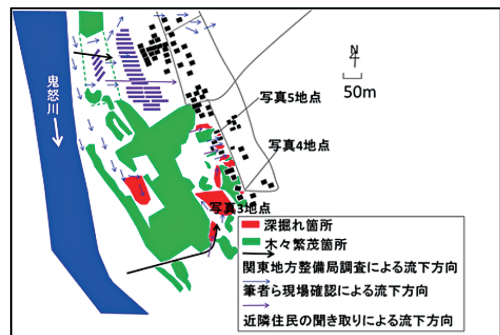 鬼怒川
N
50m
写真5地点
写真4地点
写真3地点
深掘れ箇所
木々繁茂箇所
関東地方整備局調査による流下方向
筆者ら現場確認による流下方向
近隣住民の聞き取りによる流下方向